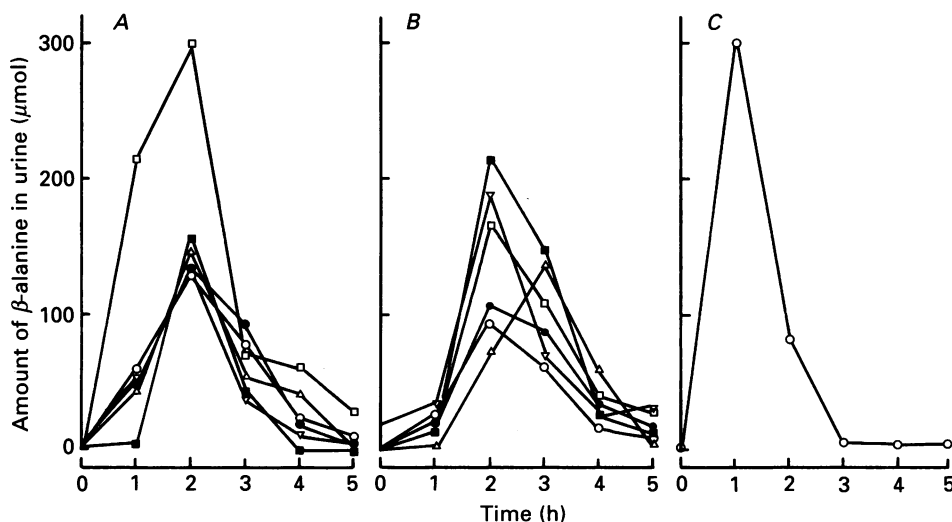 A B C
300
200
100
0
0 1 2 3 4 5 0 1 2 3 4 5 0 1 2 3 4 5
Time (h)
Amount of β-alanine in urine (μmol)